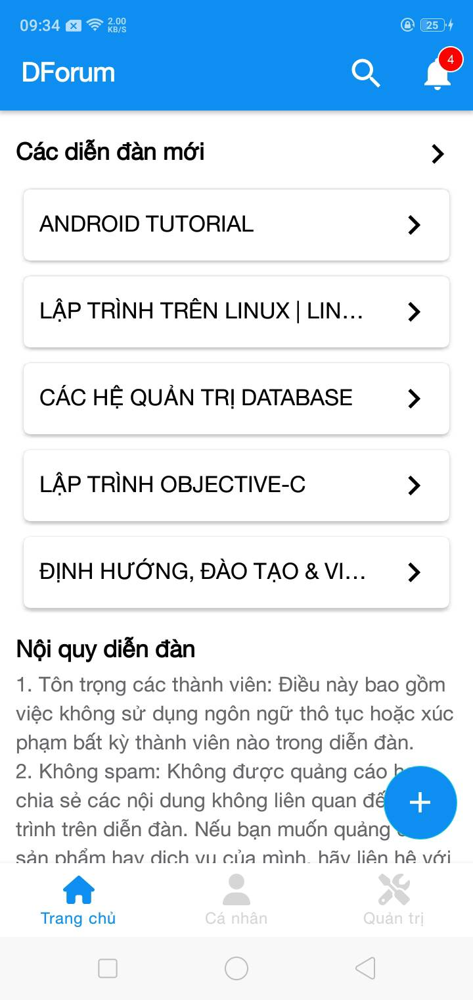 09:34
2.00
KB/S
25
DForum
4
Các diễn đàn mới
ANDROID TUTORIAL
LẬP TRÌNH TRÊN LINUX | LIN...
CÁC HỆ QUẢN TRỊ DATABASE
LẬP TRÌNH OBJECTIVE-C
ĐỊNH HƯỚNG, ĐÀO TẠO & VI...
Nội quy diễn đàn
1. Tôn trọng các thành viên: Điều này bao gồm
việc không sử dụng ngôn ngữ thô tục hoặc xúc
phạm bất kỳ thành viên nào trong diễn đàn.
2. Không spam: Không được quảng cáo
chia sẻ các nội dung không liên quan
trình trên diễn đàn. Nếu bạn muốn quảng
sản phẩm hay dịch vụ của mình, hãy liên hệ với
Trang chủ
Cá nhân
Quản trị